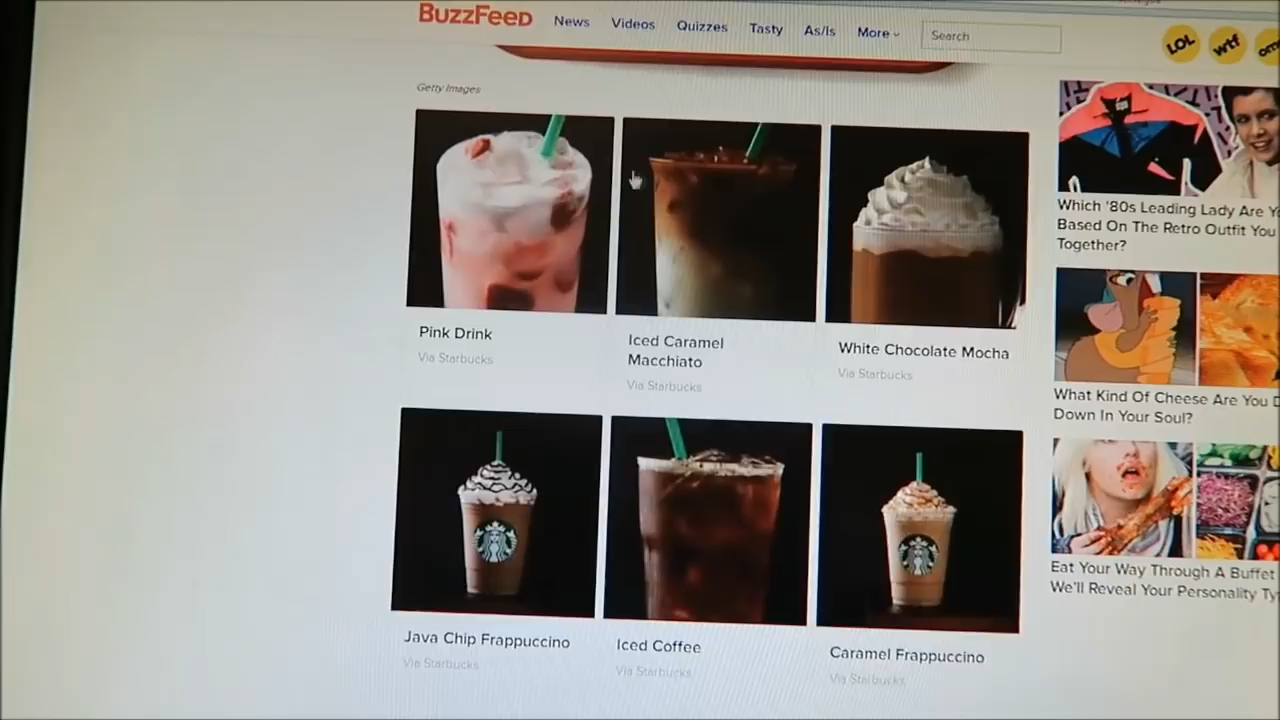 BuzzFeed News Videos Quizzes Tasty As/Is More Search
LOL wtf
Getty Images
Pink Drink
Via Starbucks
Iced Caramel
Macchiato
Via Starbucks
White Chocolate Mocha
Via Starbucks
Java Chip Frappuccino
Via Starbucks
Iced Coffee
Via Starbucks
Caramel Frappuccino
Via Starbucks
Which '80s Leading Lady Are
Based On The Retro Outfit You
Together?
What Kind Of Cheese Are You
Down In Your Soul?
Eat Your Way Through A Buffet
We'll Reveal Your Personality